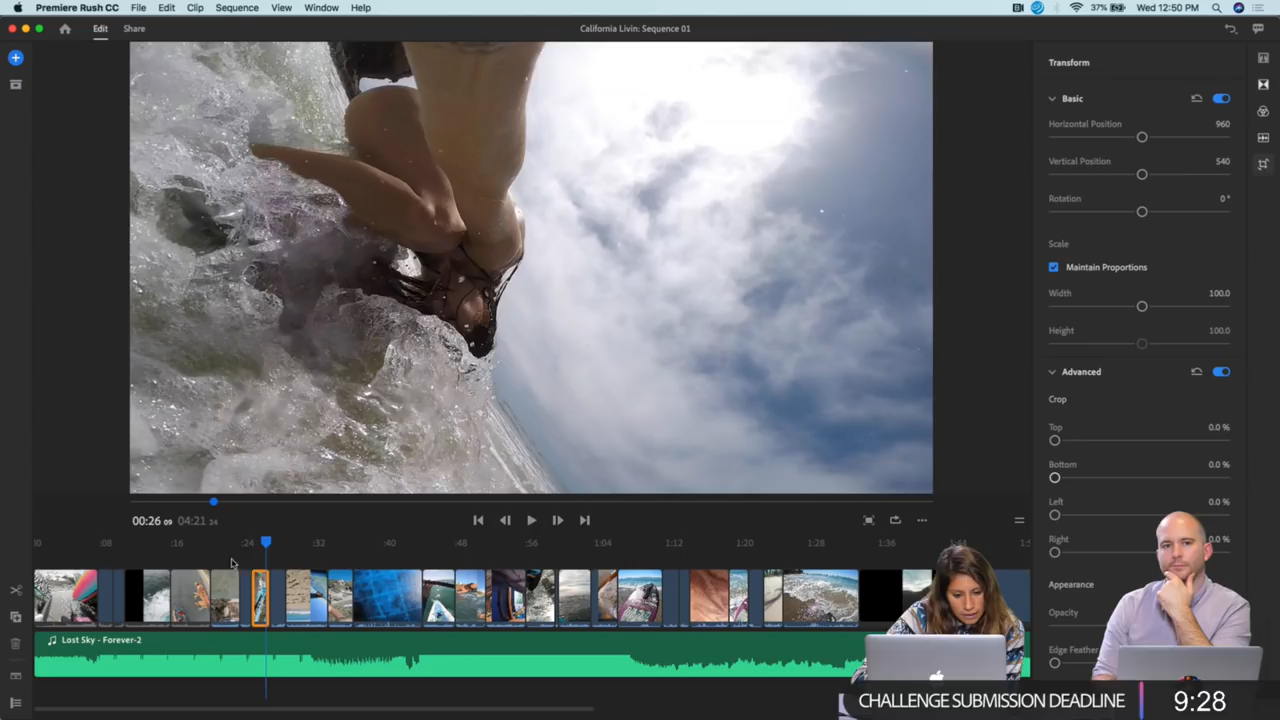 Premiere Rush CC File Edit Clip Sequence View Window Help 37% Wed 12:50 PM
Edit Share California Livin: Sequence 01
Transform
Basic
Horizontal Position 960
Vertical Position 540
Rotation 0°
Scale
Maintain Proportions
Width 100.0
Height 100.0
Advanced
Crop
Top 0.0 %
Bottom 0.0 %
Left 0.0 %
Right 0.0 %
Appearance
Opacity
Edge Feather
00:26 09 04:21 24
:08 :16 :24 :32 :40 :48 :56 1:04 1:12 1:20 1:28 1:36
Lost Sky - Forever-2
CHALLENGE SUBMISSION DEADLINE 9:28